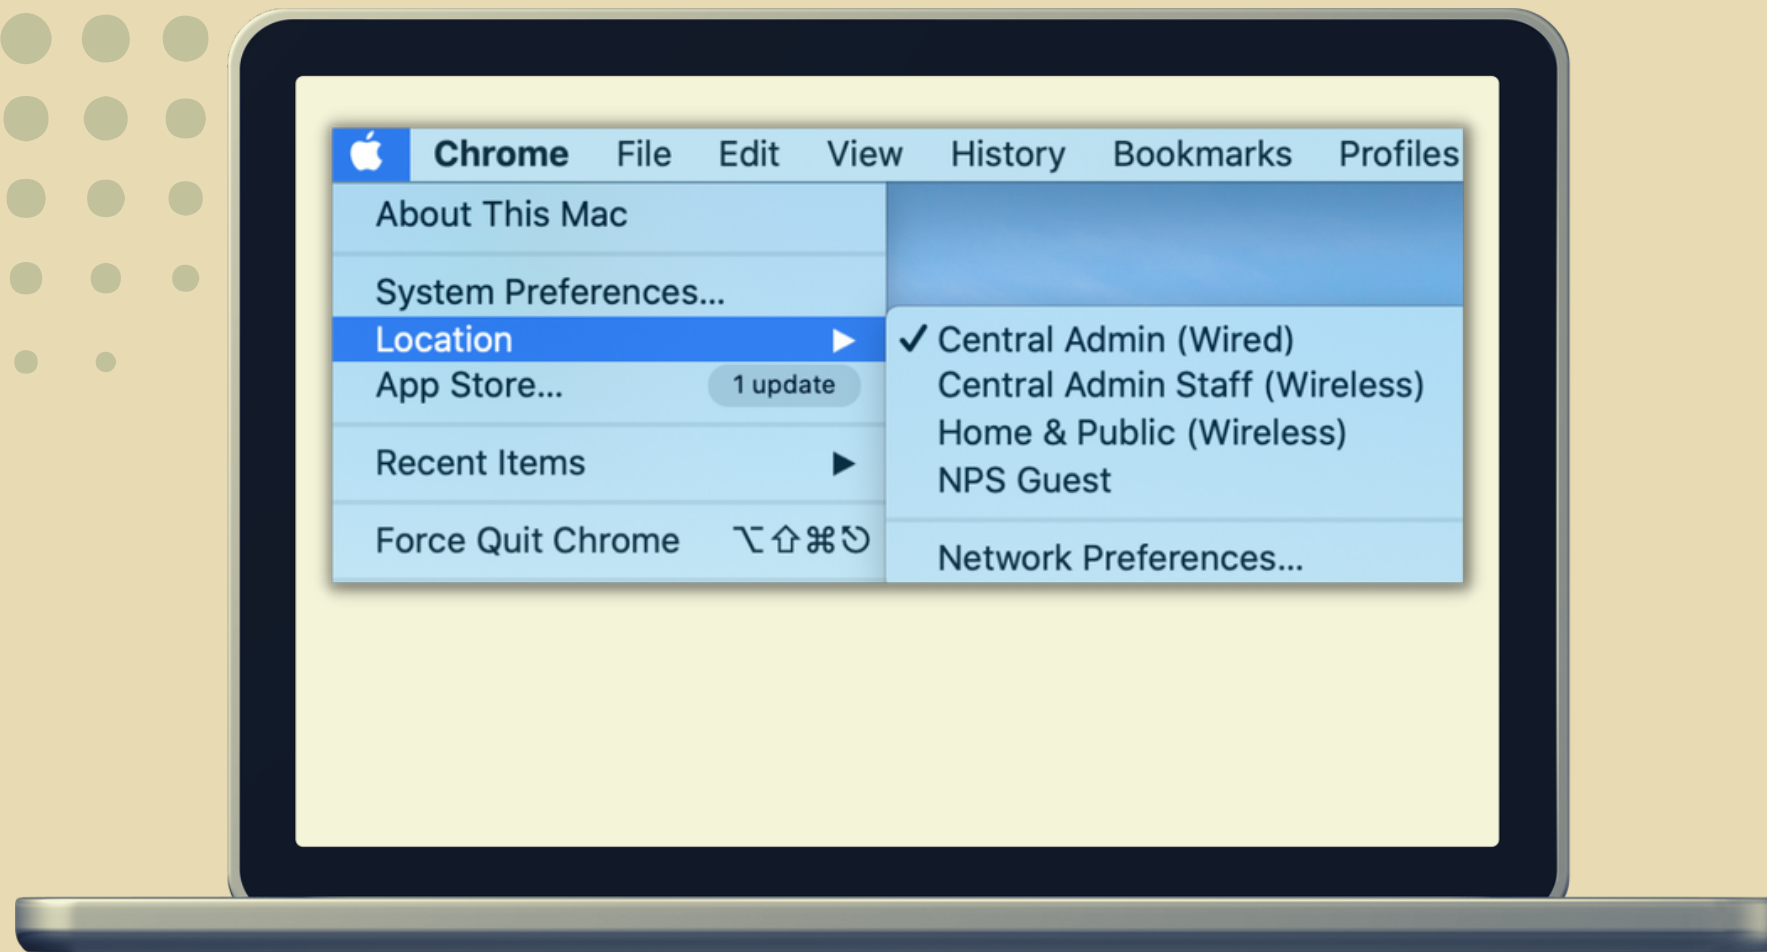 Chrome File Edit View History Bookmarks Profiles
About This Mac
System Preferences...
Location ▶
✓ Central Admin (Wired)
App Store... 1 update
Central Admin Staff (Wireless)
Home & Public (Wireless)
Recent Items ▶
NPS Guest
Force Quit Chrome ⌥⇧⌘⎋
Network Preferences...